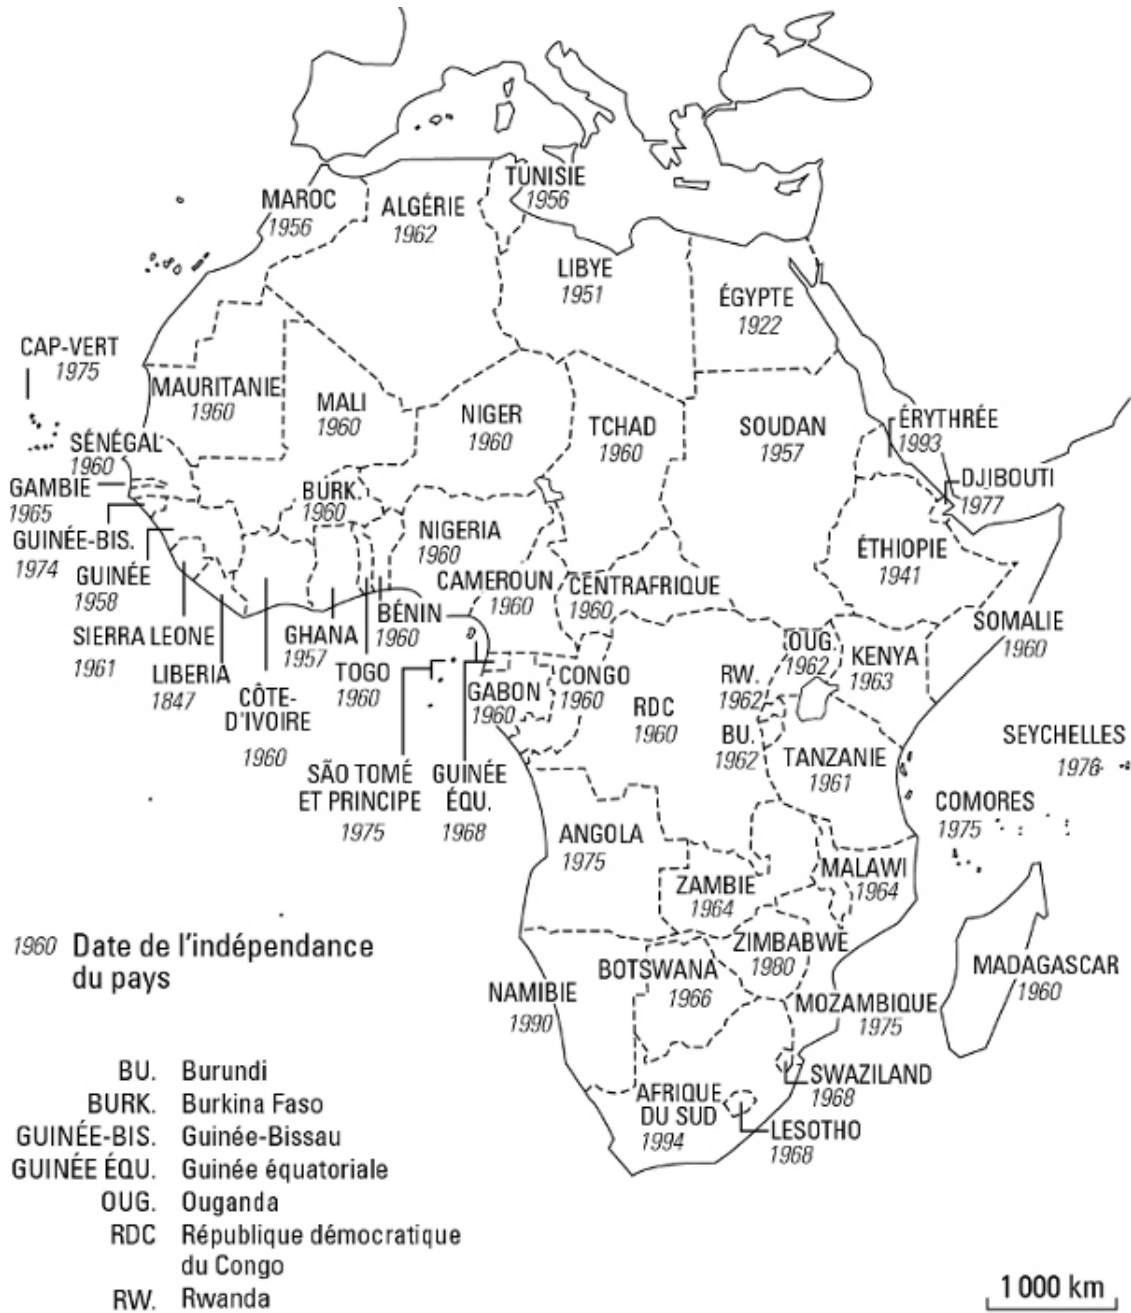 TUNISIE
1956
MAROC
1956
ALGÉRIE
1962
LIBYE
1951
ÉGYPTE
1922
CAP-VERT
1975
MAURITANIE
1960
MALI
1960
NIGER
1960
TCHAD
1960
SOUDAN
1957
ÉRYTHRÉE
1993
SÉNÉGAL
1960
GAMBIE
1965
DJIBOUTI
1977
BURK.
1960
NIGERIA
1960
GUINÉE-BIS.
1974
ÉTHIOPIE
1941
GUINÉE
1958
CAMEROUN
1960
CENTRAFRIQUE
1960
SIERRA LEONE
1961
GHANA
1957
BÉNIN
1960
SOMALIE
1960
OUG.
1962
KENYA
1963
LIBERIA
1847
TOGO
1960
CÔTE-
D'IVOIRE
1960
GABON
1960
CONGO
1960
RDC
1960
RW.
1962
BU.
1962
TANZANIE
1961
SEYCHELLES
1976
SÃO TOMÉ
ET PRINCIPE
1975
GUINÉE
ÉQU.
1968
COMORES
1975
ANGOLA
1975
MALAWI
1964
ZAMBIE
1964
ZIMBABWE
1980
BOTSWANA
1966
MADAGASCAR
1960
NAMIBIE
1990
MOZAMBIQUE
1975
SWAZILAND
1968
AFRIQUE
DU SUD
1994
LESOTHO
1968
1960 Date de l'indépendance
du pays
BU. Burundi
BURK. Burkina Faso
GUINÉE-BIS. Guinée-Bissau
GUINÉE ÉQU. Guinée équatoriale
OUG. Ouganda
RDC République démocratique
du Congo
RW. Rwanda
1 000 km